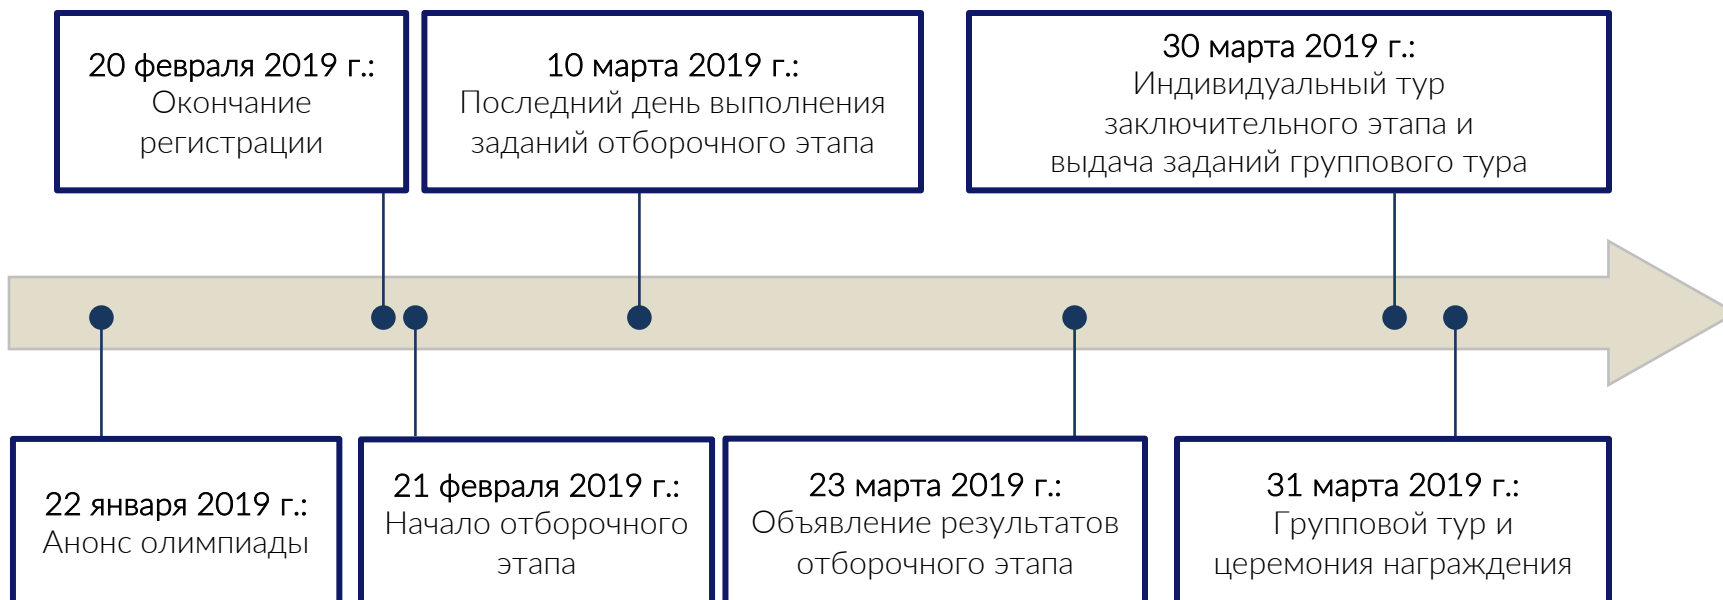 20 февраля 2019 г.:
Окончание
регистрации
10 марта 2019 г.:
Последний день выполнения
заданий отборочного этапа
30 марта 2019 г.:
Индивидуальный тур
заключительного этапа и
выдача заданий группового тура
22 января 2019 г.:
Анонс олимпиады
21 февраля 2019 г.:
Начало отборочного
этапа
23 марта 2019 г.:
Объявление результатов
отборочного этапа
31 марта 2019 г.:
Групповой тур и
церемония награждения